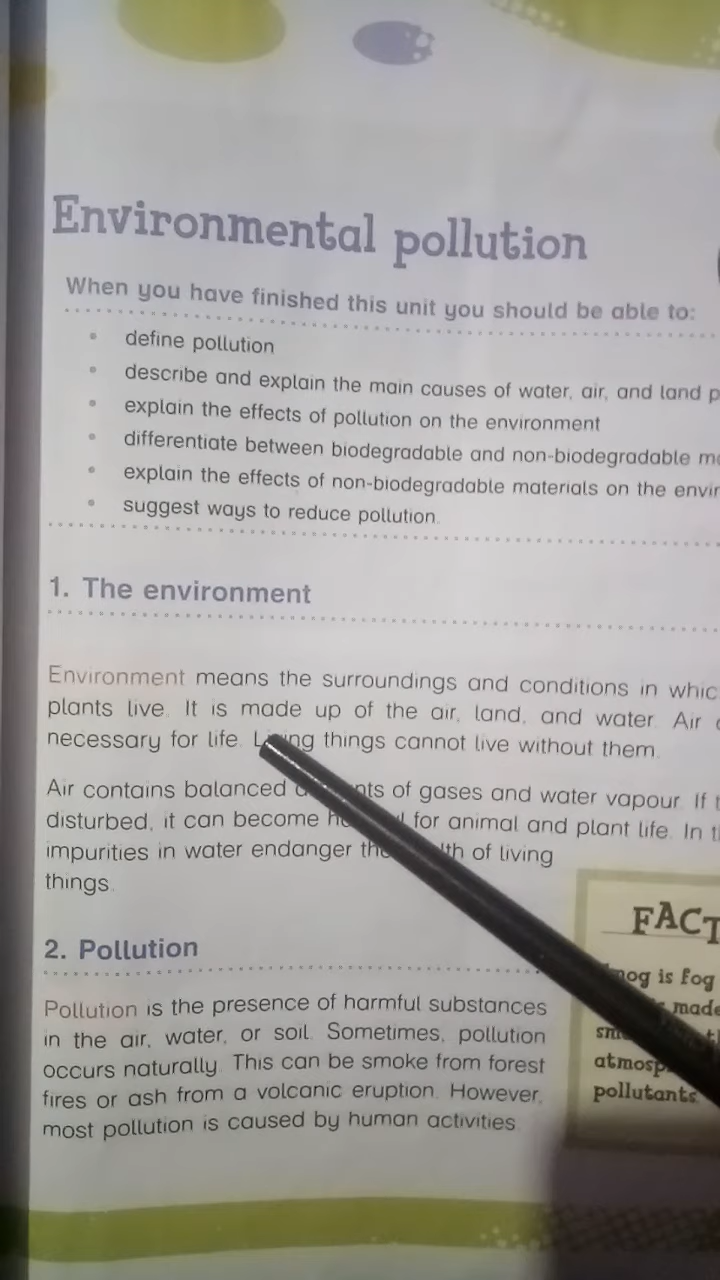 Environmental pollution
When you have finished this unit you should be able to:
• define pollution
• describe and explain the main causes of water, air, and land
• explain the effects of pollution on the environment
• differentiate between biodegradable and non-biodegradable
• explain the effects of non-biodegradable materials on the
• suggest ways to reduce pollution.
1. The environment
Environment means the surroundings and conditions in
plants live. It is made up of the air, land, and water. Air
necessary for life. things cannot live without them.
Air contains balanced of gases and water vapour. If
disturbed, it can become for animal and plant life. In
impurities in water endanger of living
things.
2. Pollution
Pollution is the presence of harmful substances
in the air, water, or soil. Sometimes, pollution
occurs naturally. This can be smoke from forest
fires or ash from a volcanic eruption. However,
most pollution is caused by human activities.
FACT
is fog
made
pollutants.